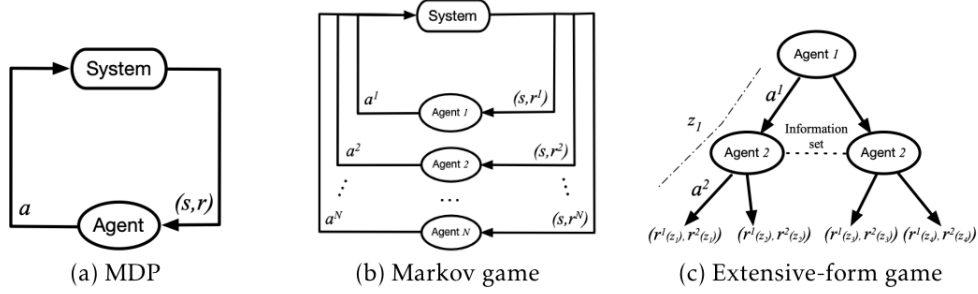 System
a
(s,r)
Agent
(a) MDP
System
a¹
(s,r¹)
Agent 1
a²
(s,r²)
Agent 2
...
aᴺ
(s,rᴺ)
Agent N
(b) Markov game
Agent 1
a¹
z₁
Information
set
Agent 2
Agent 2
a²
(r¹(z₁), r²(z₁)) (r¹(z₂), r²(z₂)) (r¹(z₃), r²(z₃)) (r¹(z₄), r²(z₄))
(c) Extensive-form game